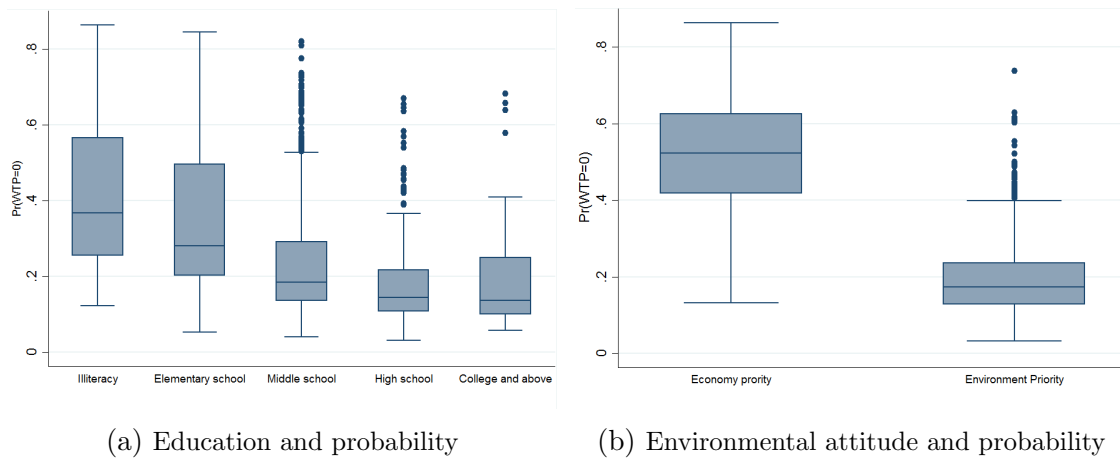 Pr(WTP=0)
.8
.6
.4
.2
0
Illiteracy Elementary school Middle school High school College and above
(a) Education and probability
Pr(WTP=0)
.8
.6
.4
.2
0
Economy prority Environment Priority
(b) Environmental attitude and probability